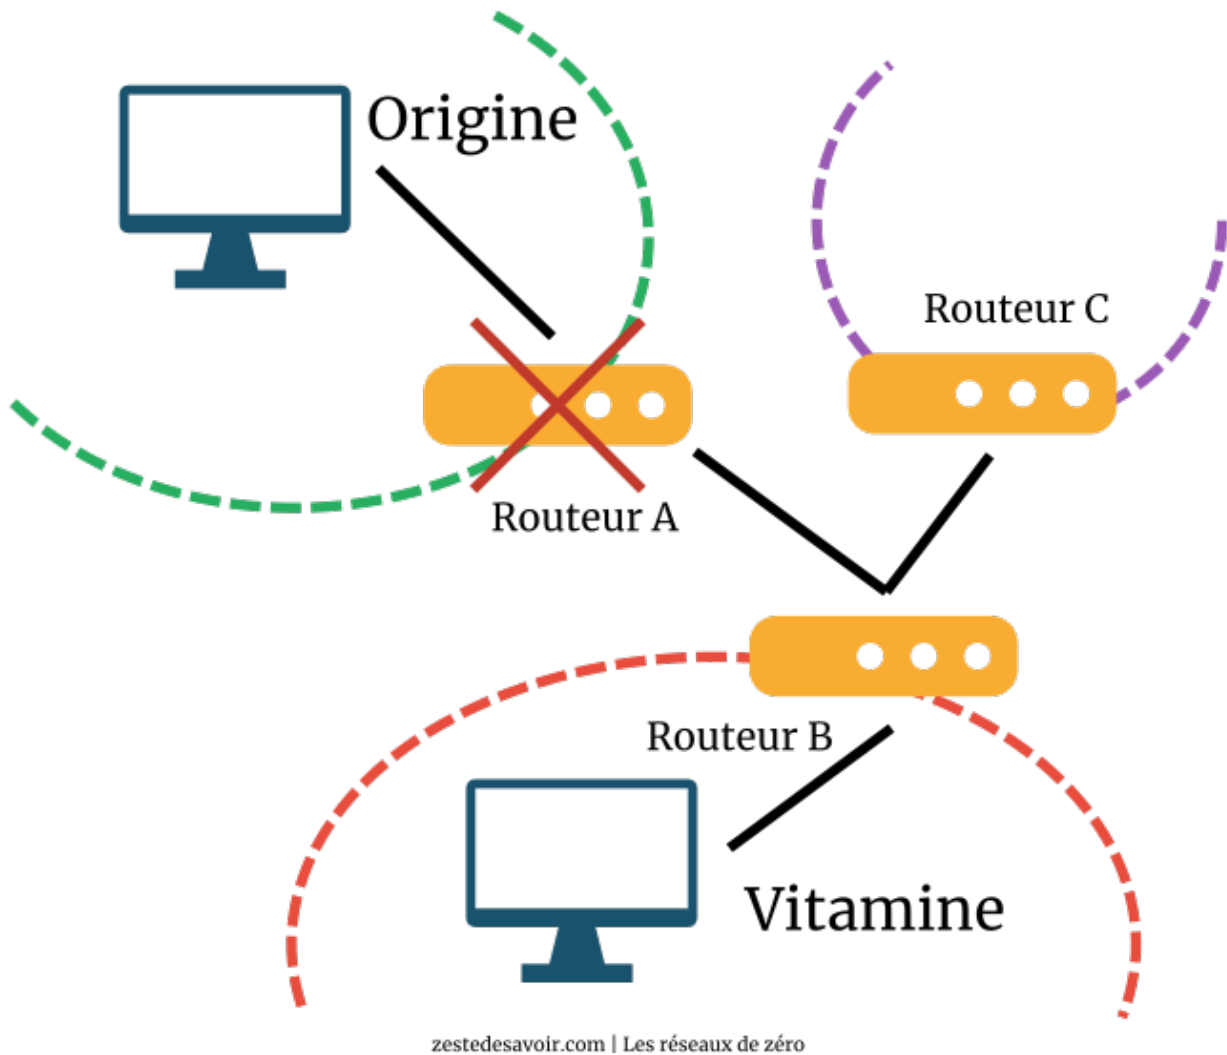 Origine
Routeur C
Routeur A
Routeur B
Vitamine
zestedesavoir.com | Les réseaux de zéro